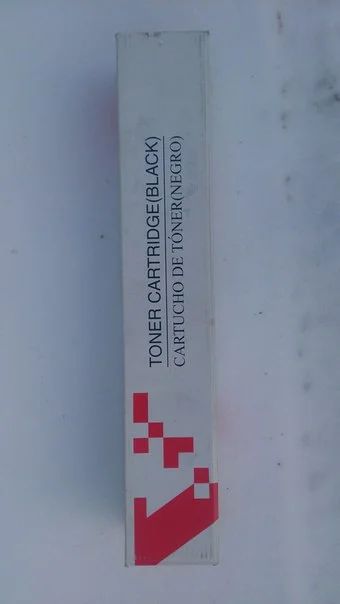 TONER CARTRIDGE(BLACK)
CARTUCHO DE TÓNER(NEGRO)